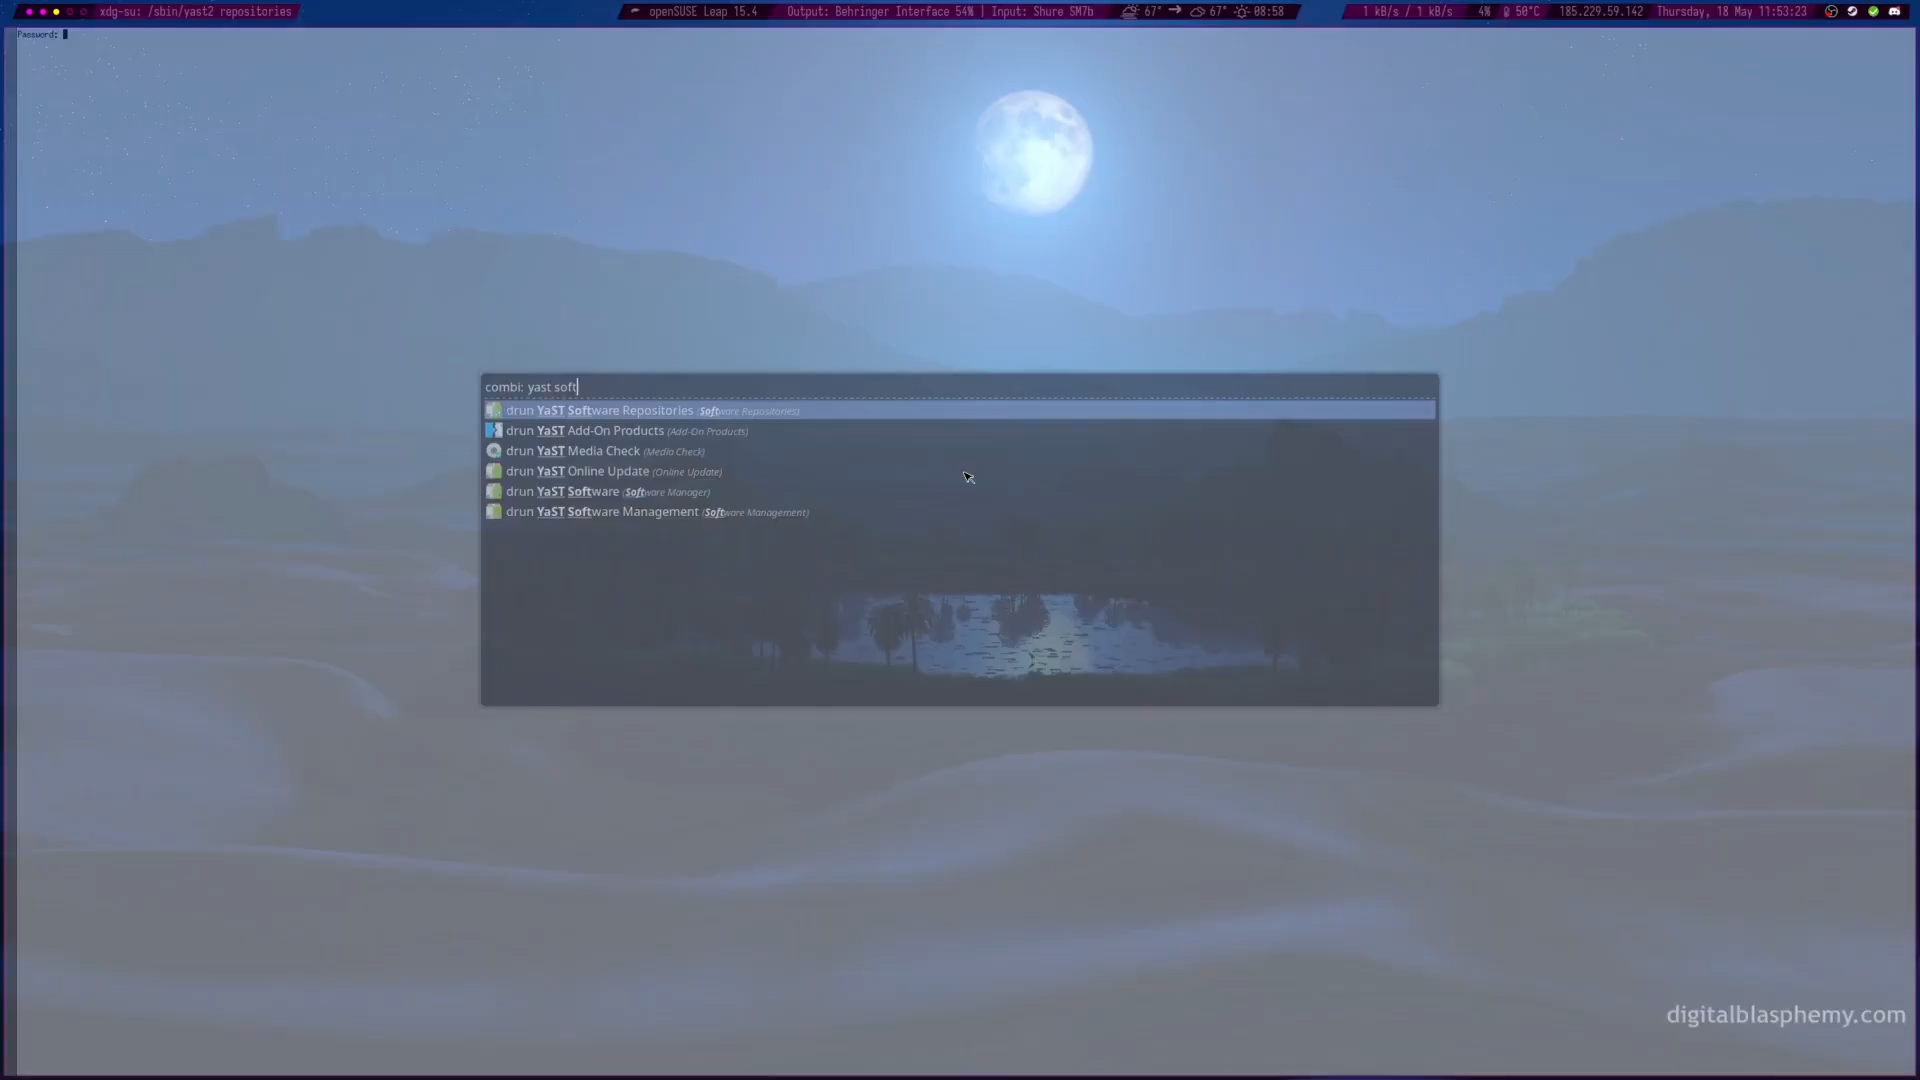 xdg-su: /sbin/yast2 repositories
openSUSE Leap 15.4
Output: Behringer Interface 54% | Input: Shure SM7b
67° 67° 08:58
1 kB/s / 1 kB/s
4%
50°C
185.229.59.142
Thursday, 18 May 11:53:23
Password:
combi: yast soft
drun YaST Software Repositories (Software Repositories)
drun YaST Add-On Products (Add-On Products)
drun YaST Media Check (Media Check)
drun YaST Online Update (Online Update)
drun YaST Software (Software Manager)
drun YaST Software Management (Software Management)
digitalblasphemy.com